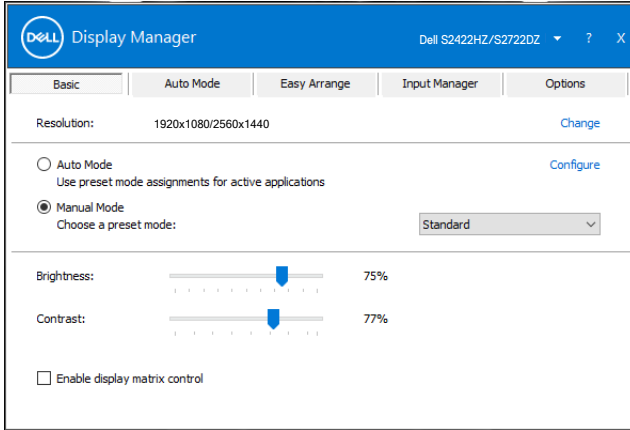 DELL Display Manager Dell S2422HZ/S2722DZ ? X
Basic Auto Mode Easy Arrange Input Manager Options
Resolution: 1920x1080/2560x1440 Change
Auto Mode Configure
Use preset mode assignments for active applications
Manual Mode
Choose a preset mode: Standard
Brightness: 75%
Contrast: 77%
Enable display matrix control